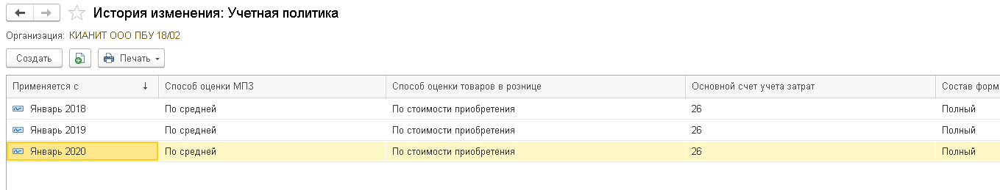 История изменения: Учетная политика
Организация: КИАНИТ ООО ПБУ 18/02
Создать Печать
Применяется с ↓ Способ оценки МПЗ Способ оценки товаров в рознице Основной счет учета затрат Состав форм
Январь 2018 По средней По стоимости приобретения 26 Полный
Январь 2019 По средней По стоимости приобретения 26 Полный
Январь 2020 По средней По стоимости приобретения 26 Полный